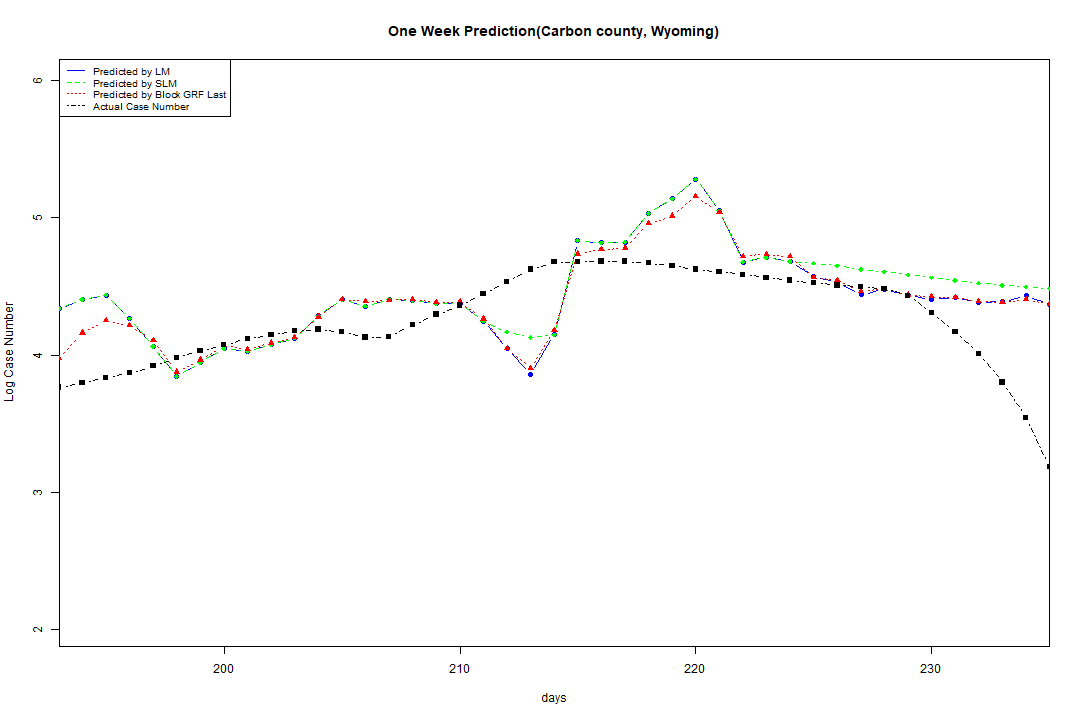 One Week Prediction(Carbon county, Wyoming)
Predicted by LM
Predicted by SLM
Predicted by Block GRF Last
Actual Case Number
6
5
4
3
2
Log Case Number
200 210 220 230
days